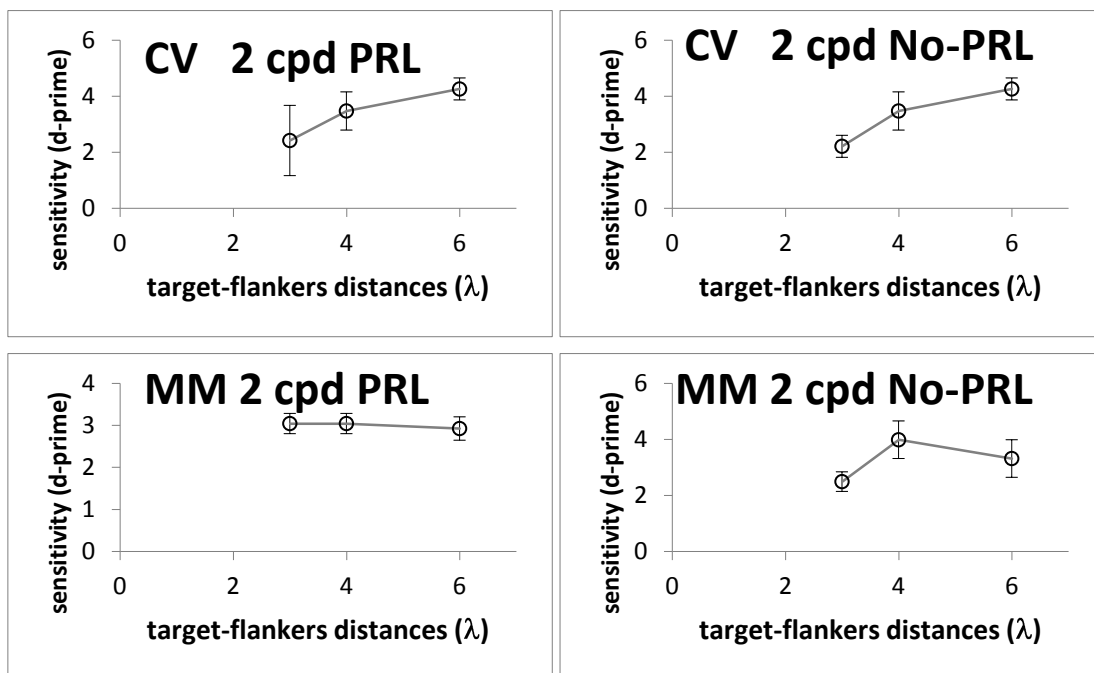 CV 2 cpd PRL
sensitivity (d-prime)
6
4
2
0
0 2 4 6
target-flankers distances (λ)
CV 2 cpd No-PRL
sensitivity (d-prime)
6
4
2
0
0 2 4 6
target-flankers distances (λ)
MM 2 cpd PRL
sensitivity (d-prime)
4
3
2
1
0
0 2 4 6
target-flankers distances (λ)
MM 2 cpd No-PRL
sensitivity (d-prime)
6
4
2
0
0 2 4 6
target-flankers distances (λ)